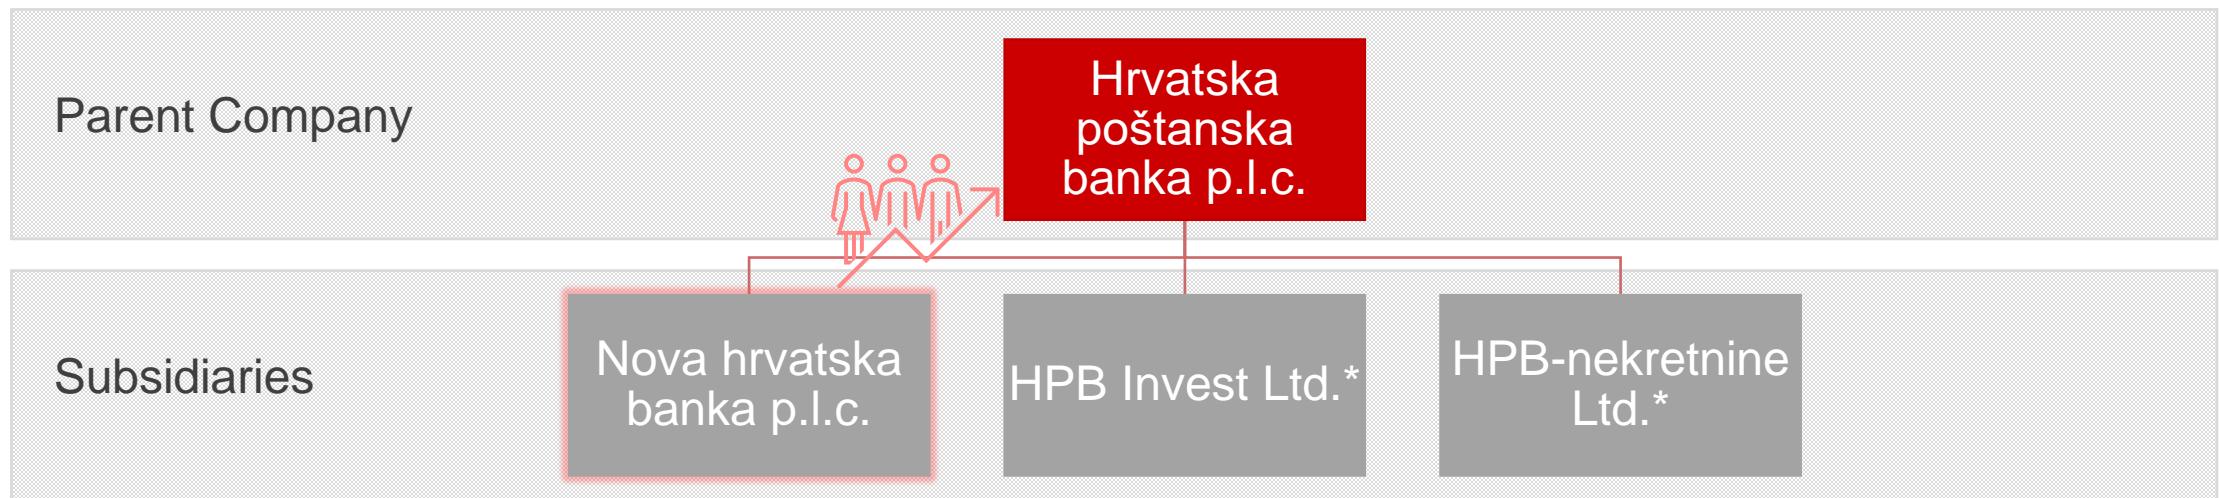 Parent Company
Hrvatska
poštanska
banka p.l.c.
Subsidiaries
Nova hrvatska
banka p.l.c.
HPB Invest Ltd.*
HPB-nekretnine
Ltd.*